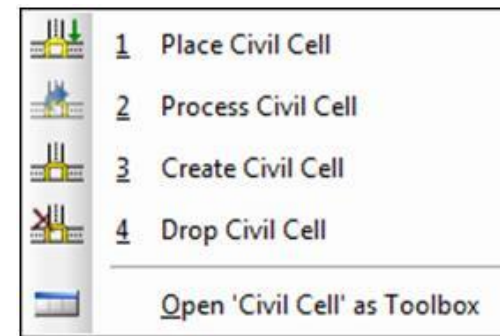 1 Place Civil Cell
2 Process Civil Cell
3 Create Civil Cell
4 Drop Civil Cell
Open 'Civil Cell' as Toolbox